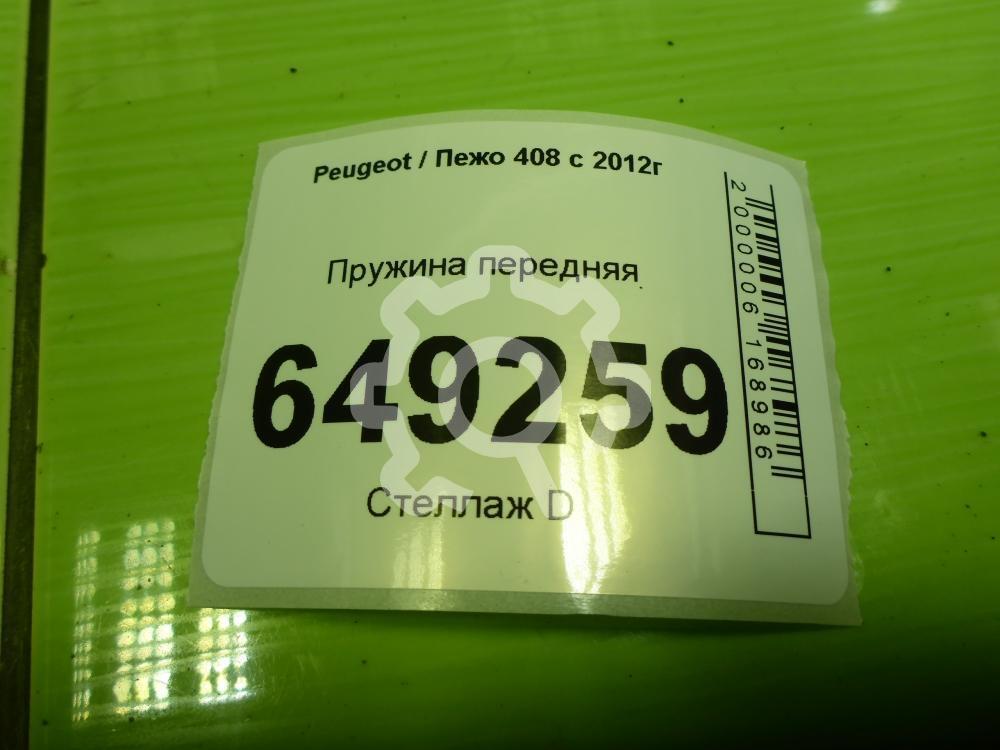 Peugeot / Пежо 408 с 2012г
Пружина передняя
649259
Стеллаж D
2000006168986